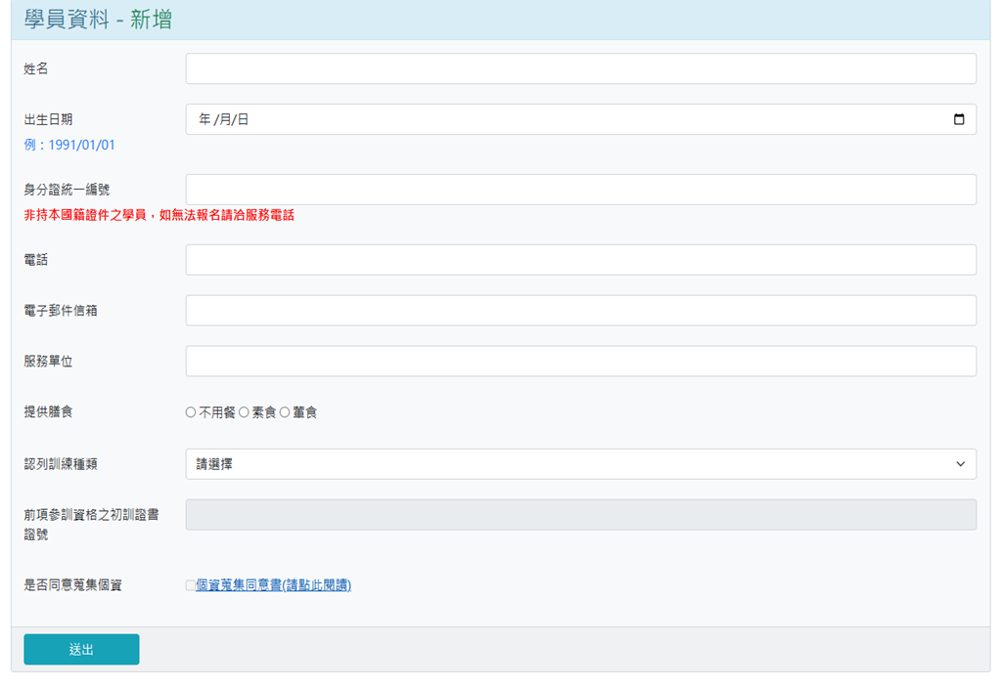 學員資料 - 新增
姓名
出生日期
年 /月/日
例：1991/01/01
身分證統一編號
非持本國籍證件之學員，如無法報名請洽服務電話
電話
電子郵件信箱
服務單位
提供膳食
不用餐 素食 葷食
認列訓練種類
請選擇
前項參訓資格之初訓證書
證號
是否同意蒐集個資
個資蒐集同意書(請點此閱讀)
送出